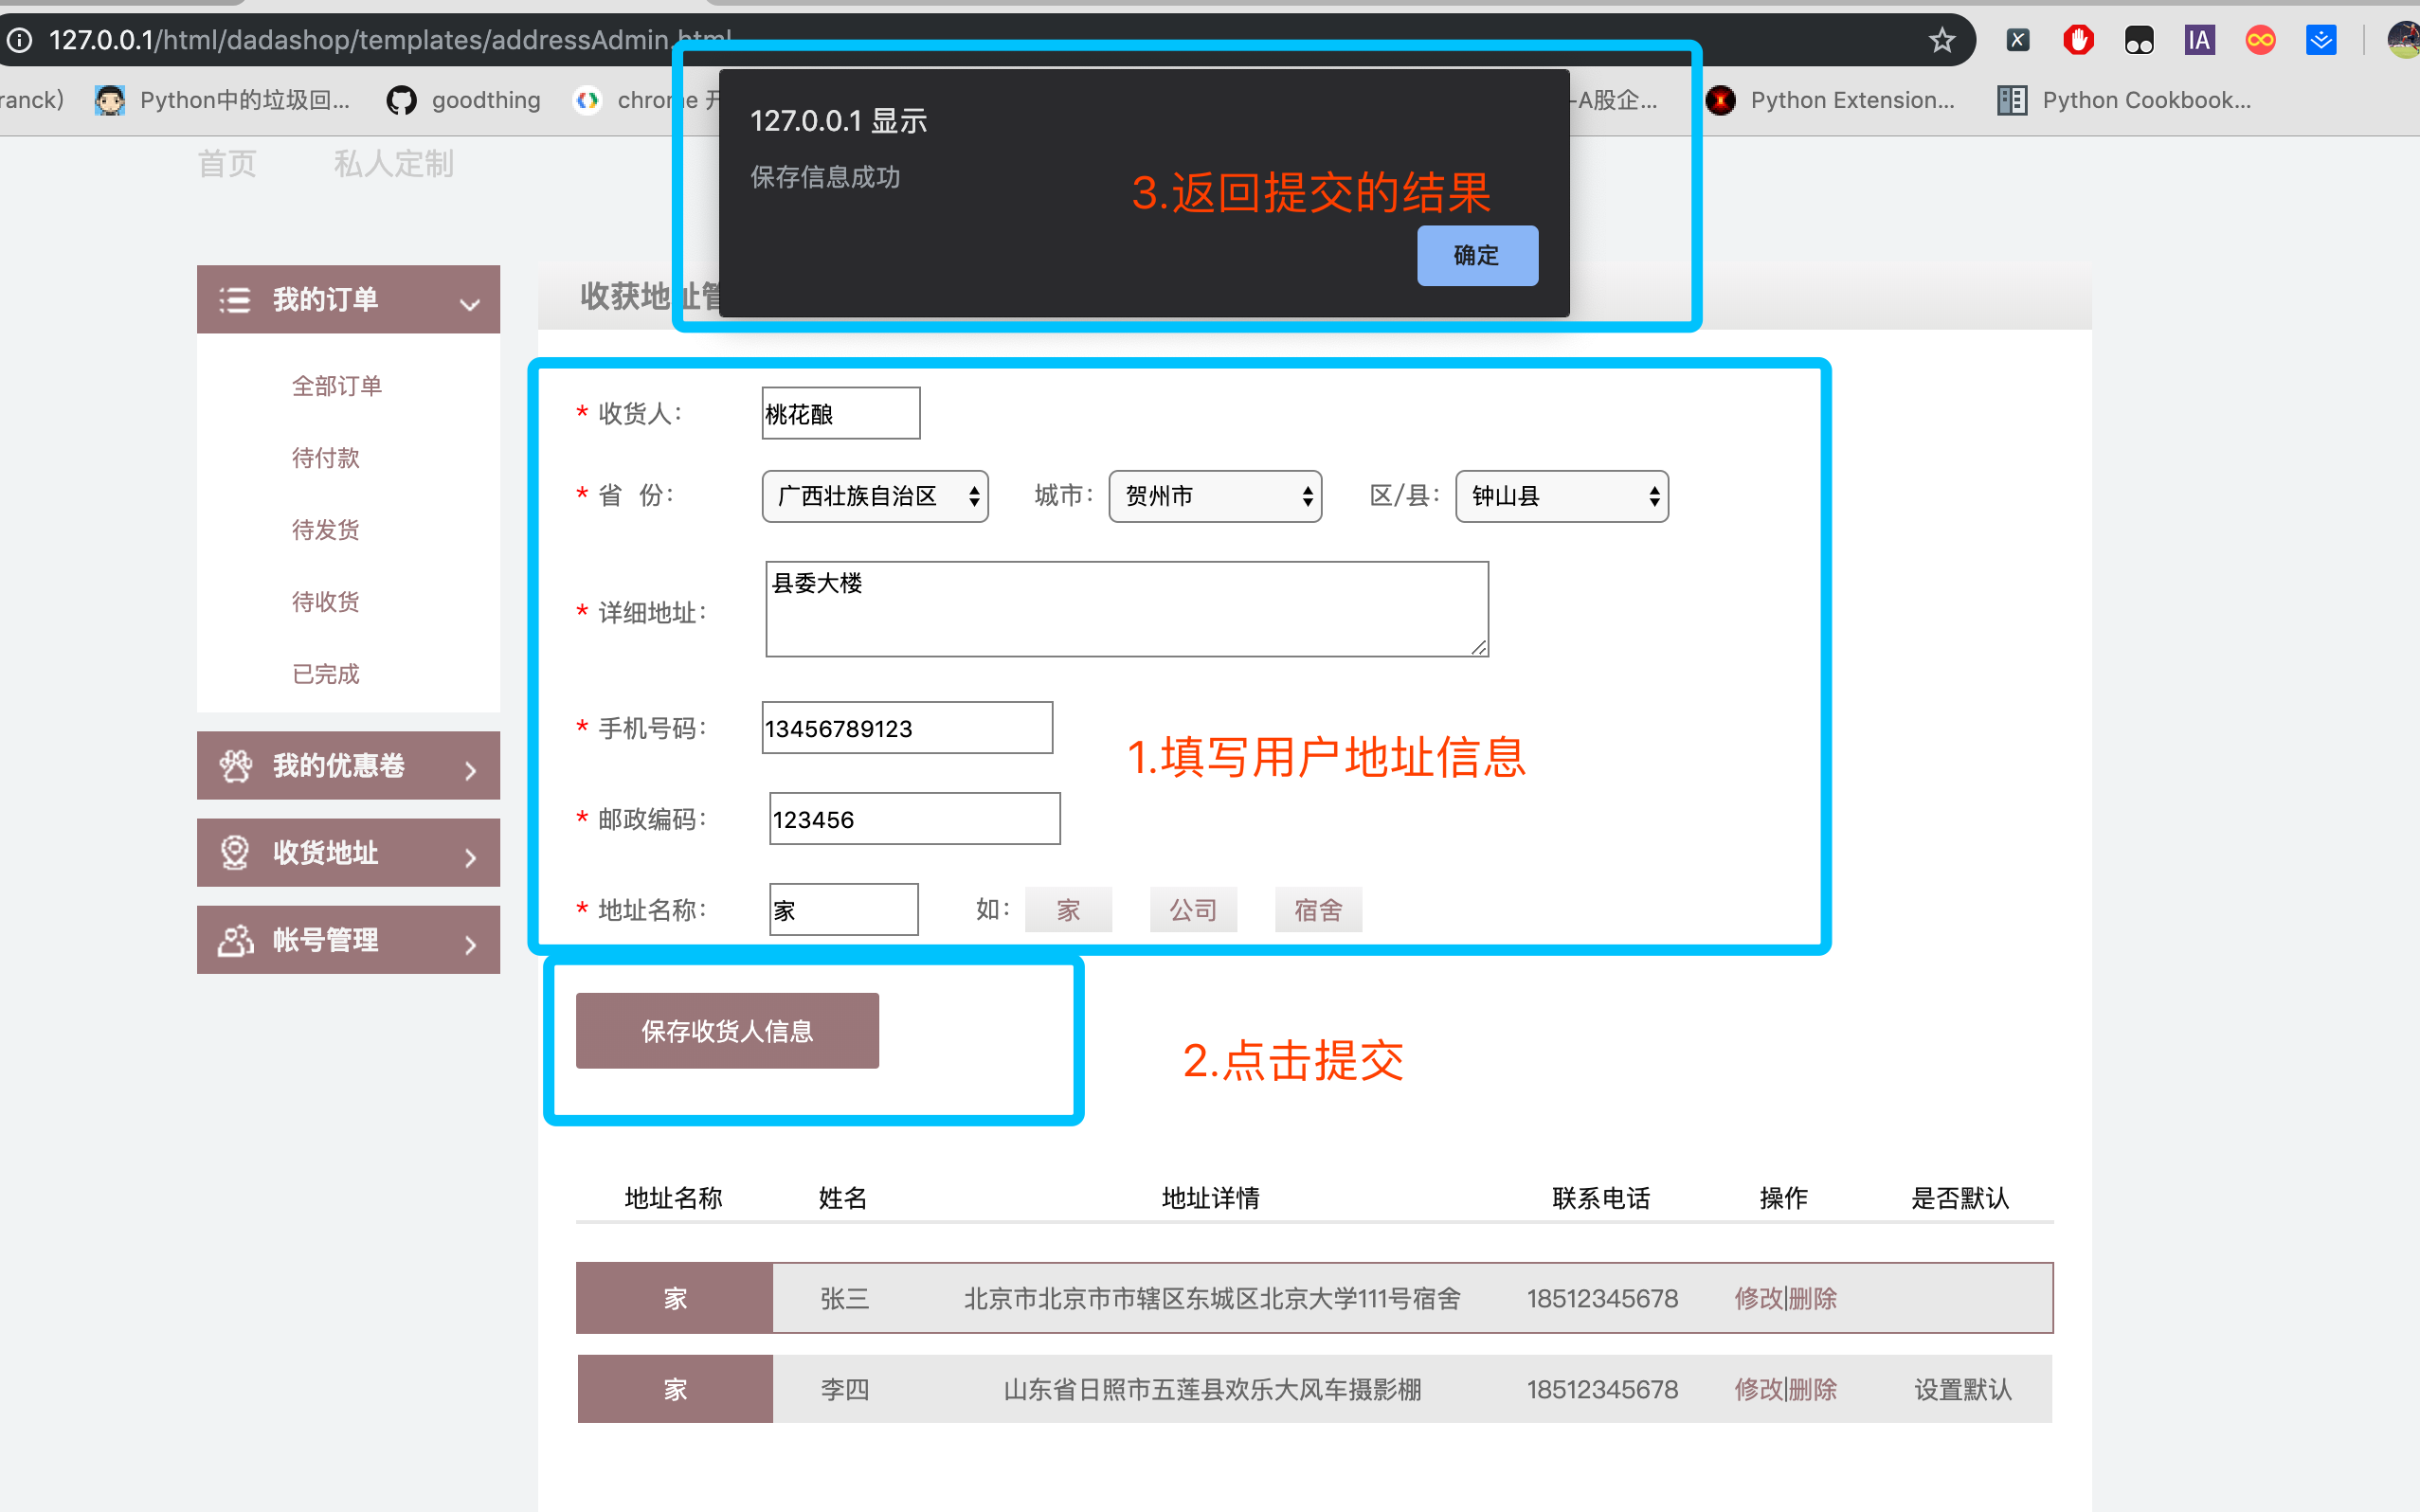 127.0.0.1/html/dadashop/templates/addressAdmin.html
ranck)
Python中的垃圾回...
goodthing
chrome 开
-A股企...
Python Extension...
Python Cookbook...
IA
127.0.0.1 显示
保存信息成功
3.返回提交的结果
确定
首页
私人定制
我的订单
全部订单
待付款
待发货
待收货
已完成
我的优惠卷
收货地址
帐号管理
收获地址管
* 收货人: 桃花酿
* 省 份: 广西壮族自治区 城市: 贺州市 区/县: 钟山县
* 详细地址: 县委大楼
* 手机号码: 13456789123
1.填写用户地址信息
* 邮政编码: 123456
* 地址名称: 家 如: 家 公司 宿舍
保存收货人信息
2.点击提交
地址名称 姓名 地址详情 联系电话 操作 是否默认
家 张三 北京市北京市市辖区东城区北京大学111号宿舍 18512345678 修改|删除
家 李四 山东省日照市五莲县欢乐大风车摄影棚 18512345678 修改|删除 设置默认